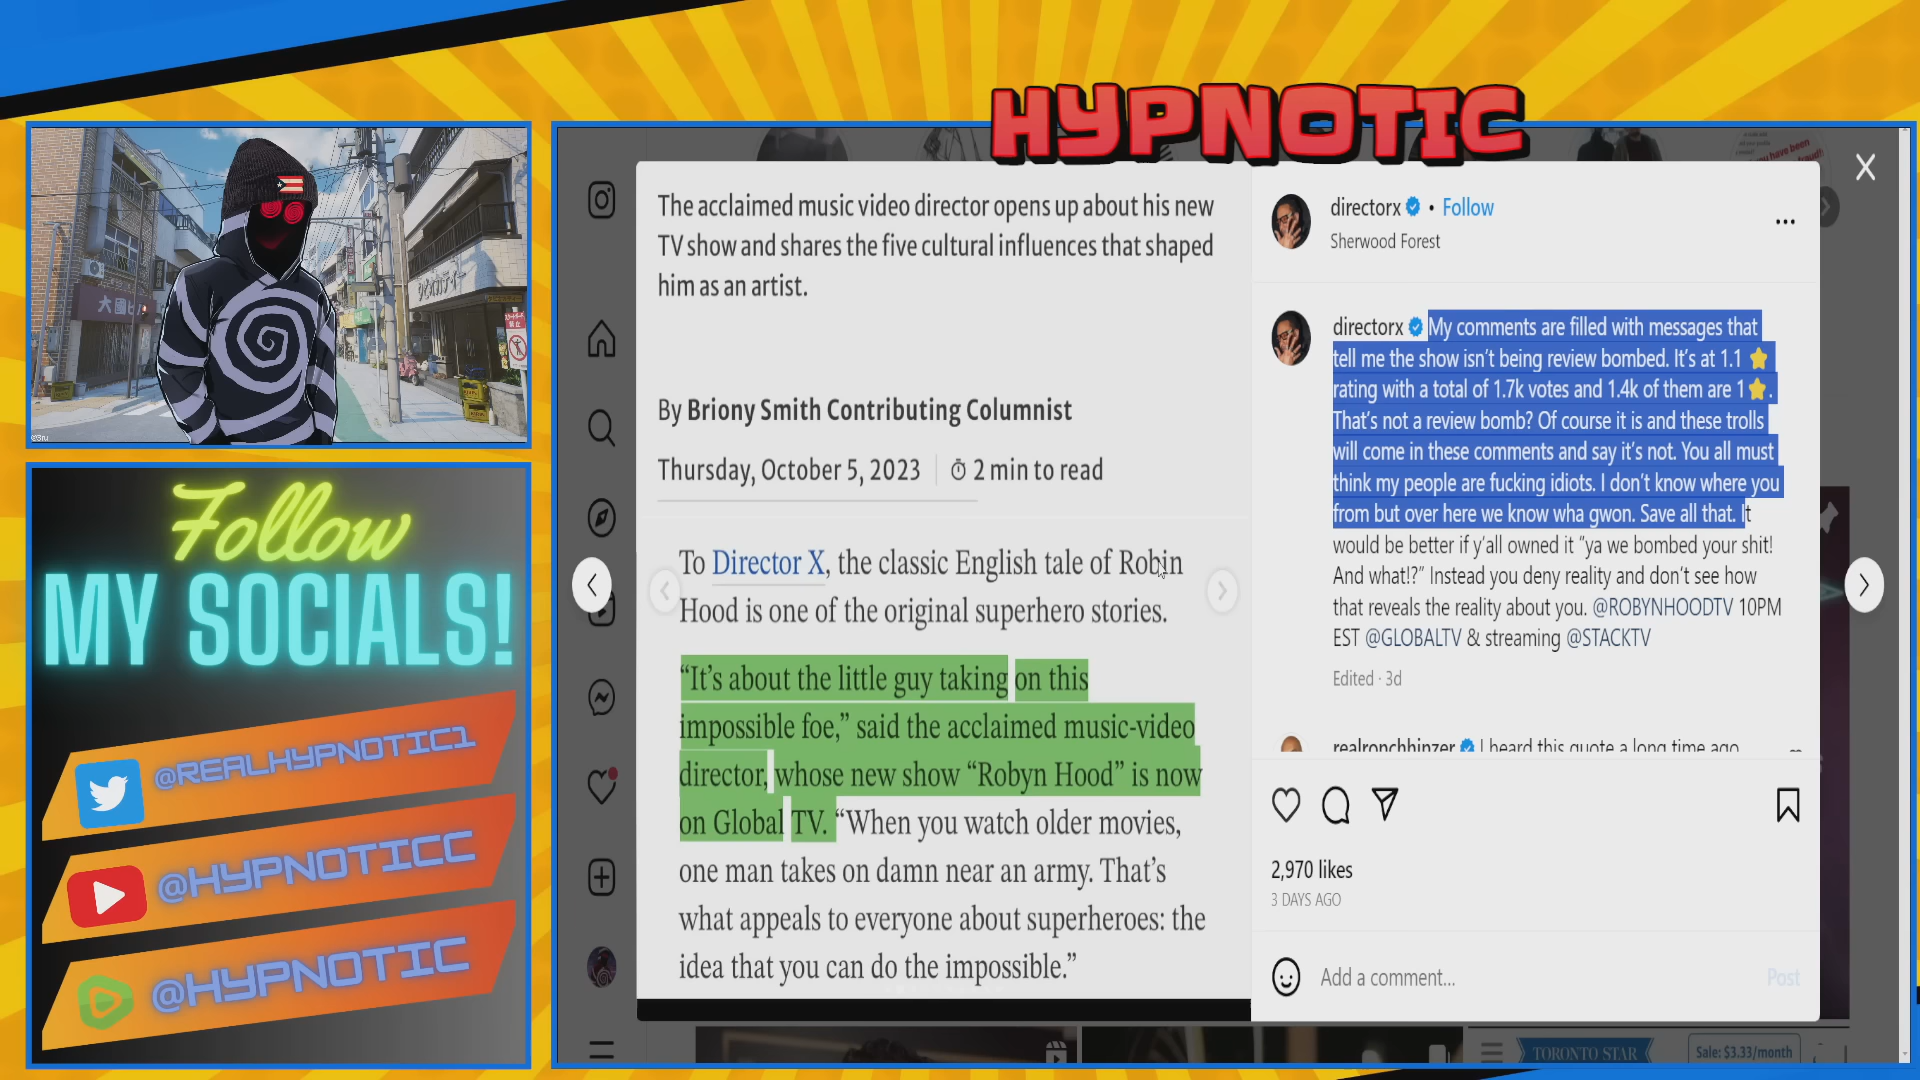 HYPNOTIC
Follow
MY SOCIALS!
@REALHYPNOTIC1
@HYPNOTICC
@HYPNOTIC
The acclaimed music video director opens up about his new
TV show and shares the five cultural influences that shaped
him as an artist.
By Briony Smith Contributing Columnist
Thursday, October 5, 2023 2 min to read
To Director X, the classic English tale of Robin
Hood is one of the original superhero stories.
“It’s about the little guy taking on this
impossible foe,” said the acclaimed music-video
director, whose new show “Robyn Hood” is now
on Global TV. “When you watch older movies,
one man takes on damn near an army. That’s
what appeals to everyone about superheroes: the
idea that you can do the impossible.”
directorx • Follow
Sherwood Forest
directorx My comments are filled with messages that
tell me the show isn’t being review bombed. It’s at 1.1 ⭐
rating with a total of 1.7k votes and 1.4k of them are 1⭐.
That’s not a review bomb? Of course it is and these trolls
will come in these comments and say it’s not. You all must
think my people are fucking idiots. I don’t know where you
from but over here we know wha gwon. Save all that. It
would be better if y’all owned it “ya we bombed your shit!
And what!?” Instead you deny reality and don’t see how
that reveals the reality about you. @ROBYNHOODTV 10PM
EST @GLOBALTV & streaming @STACKTV
Edited · 3d
realronchhinzer I heard this quote a long time ago
2,970 likes
3 DAYS AGO
Add a comment...
Post
TORONTO STAR
Sale: $3.33/month